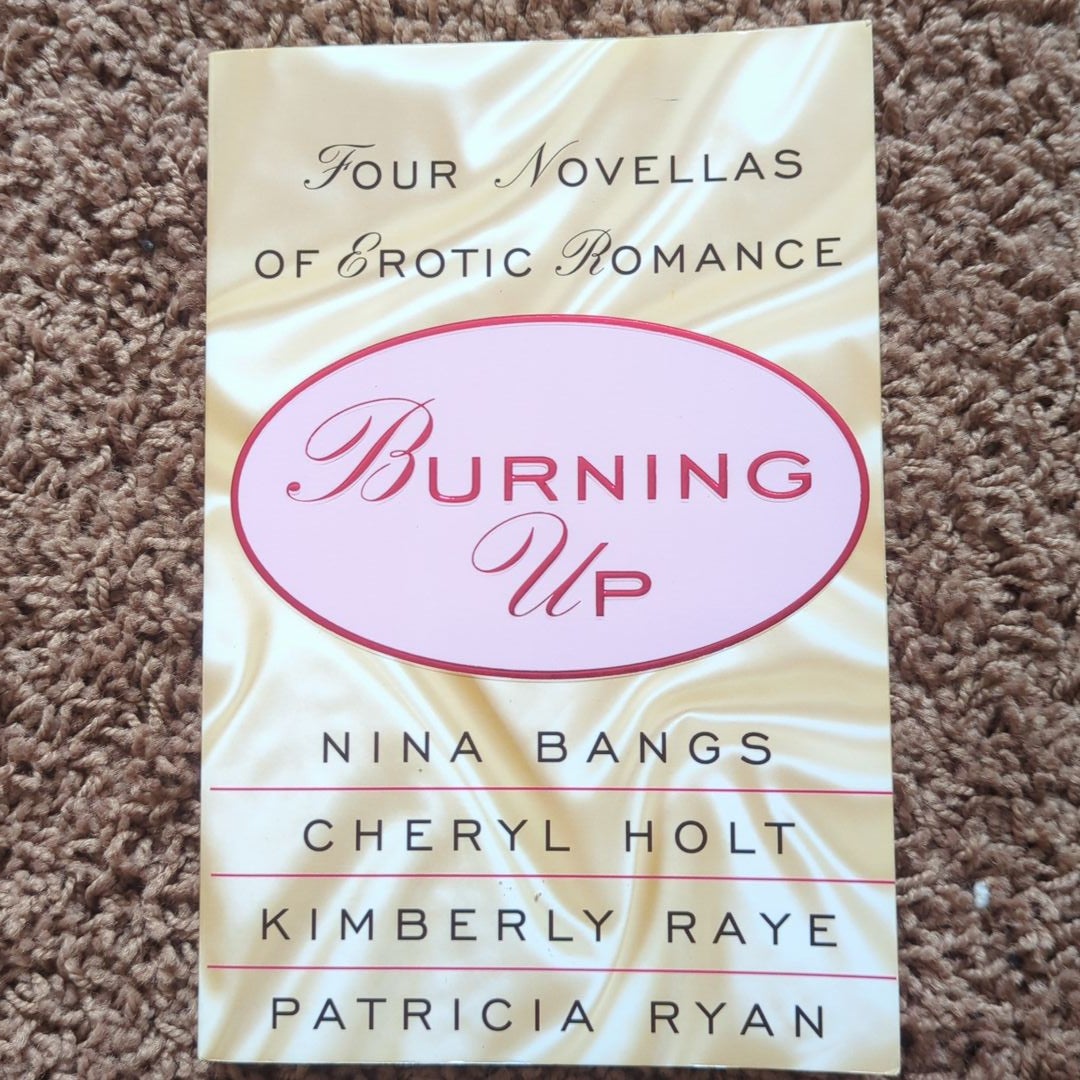 Four Novellas
of Erotic Romance
Burning
Up
NINA BANGS
CHERYL HOLT
KIMBERLY RAYE
PATRICIA RYAN